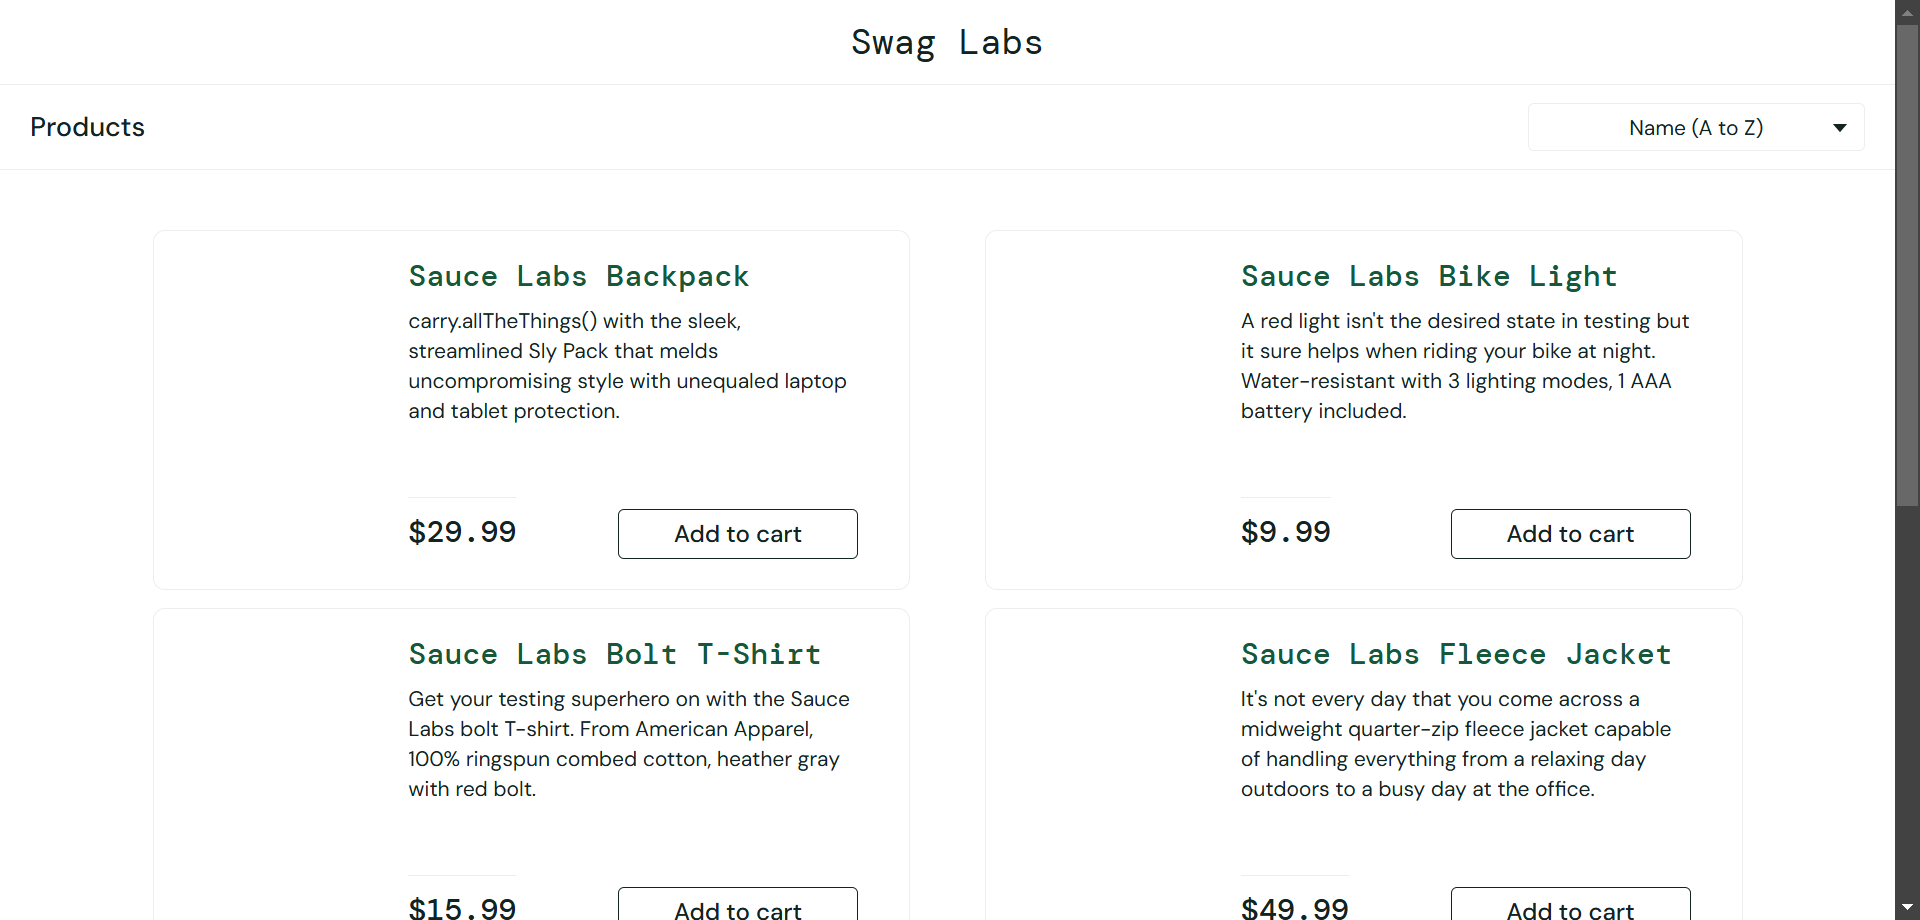 Swag Labs
Products
Name (A to Z)
Sauce Labs Backpack
carry.allTheThings() with the sleek,
streamlined Sly Pack that melds
uncompromising style with unequaled laptop
and tablet protection.
$29.99
Add to cart
Sauce Labs Bike Light
A red light isn't the desired state in testing but
it sure helps when riding your bike at night.
Water-resistant with 3 lighting modes, 1 AAA
battery included.
$9.99
Add to cart
Sauce Labs Bolt T-Shirt
Get your testing superhero on with the Sauce
Labs bolt T-shirt. From American Apparel,
100% ringspun combed cotton, heather gray
with red bolt.
$15.99
Add to cart
Sauce Labs Fleece Jacket
It's not every day that you come across a
midweight quarter-zip fleece jacket capable
of handling everything from a relaxing day
outdoors to a busy day at the office.
$49.99
Add to cart